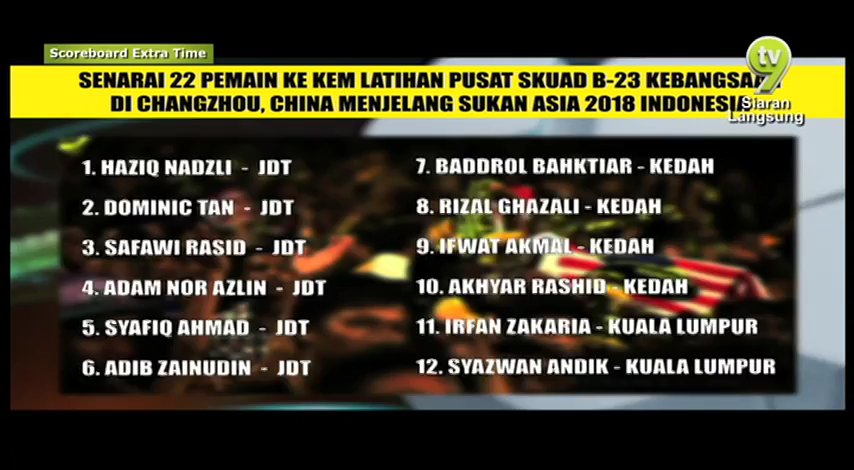 Scoreboard Extra Time
tv
9
Siaran
Langsung
SENARAI 22 PEMAIN KE KEM LATIHAN PUSAT SKUAD B-23 KEBANGSAAN
DI CHANGZHOU, CHINA MENJELANG SUKAN ASIA 2018 INDONESIA
1. HAZIQ NADZLI - JDT
2. DOMINIC TAN - JDT
3. SAFAWI RASID - JDT
4. ADAM NOR AZLIN - JDT
5. SYAFIQ AHMAD - JDT
6. ADIB ZAINUDIN - JDT
7. BADDROL BAHKTIAR - KEDAH
8. RIZAL GHAZALI - KEDAH
9. IFWAT AKMAL - KEDAH
10. AKHYAR RASHID - KEDAH
11. IRFAN ZAKARIA - KUALA LUMPUR
12. SYAZWAN ANDIK - KUALA LUMPUR